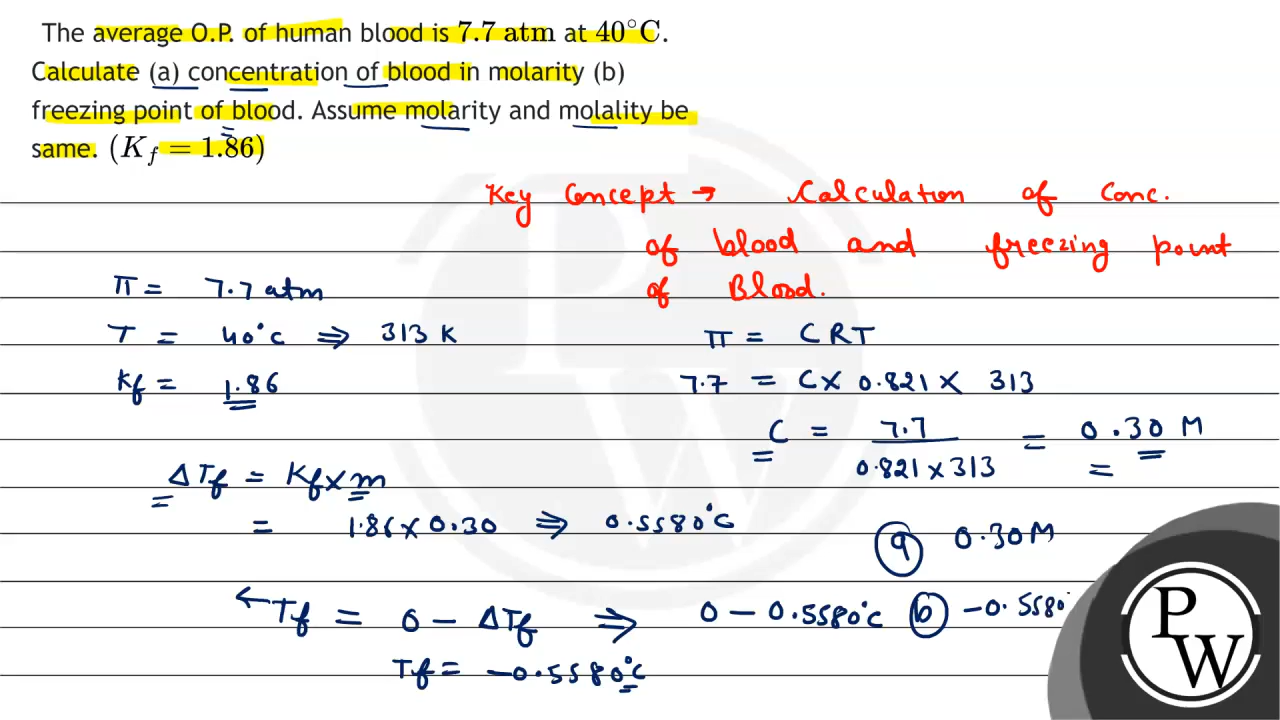 The average O.P. of human blood is 7.7 atm at 40°C.
Calculate (a) concentration of blood in molarity (b)
freezing point of blood. Assume molarity and molality be
same. (K_f = 1.86)
Key Concept → Calculation of Conc.
of blood and freezing point
of Blood.
π = 7.7 atm
T = 40°C ⇒ 313 K
Kf = 1.86
π = CRT
7.7 = C× 0.821 × 313
C = 7.7 / 0.821 × 313 = 0.30 M
ΔTf = Kf × m
= 1.86 × 0.30 ⇒ 0.5580°C
(a) 0.30M
Tf = 0 - ΔTf ⇒ 0 - 0.5580°C (b) -0.5580°
Tf = -0.5580°C
P
W